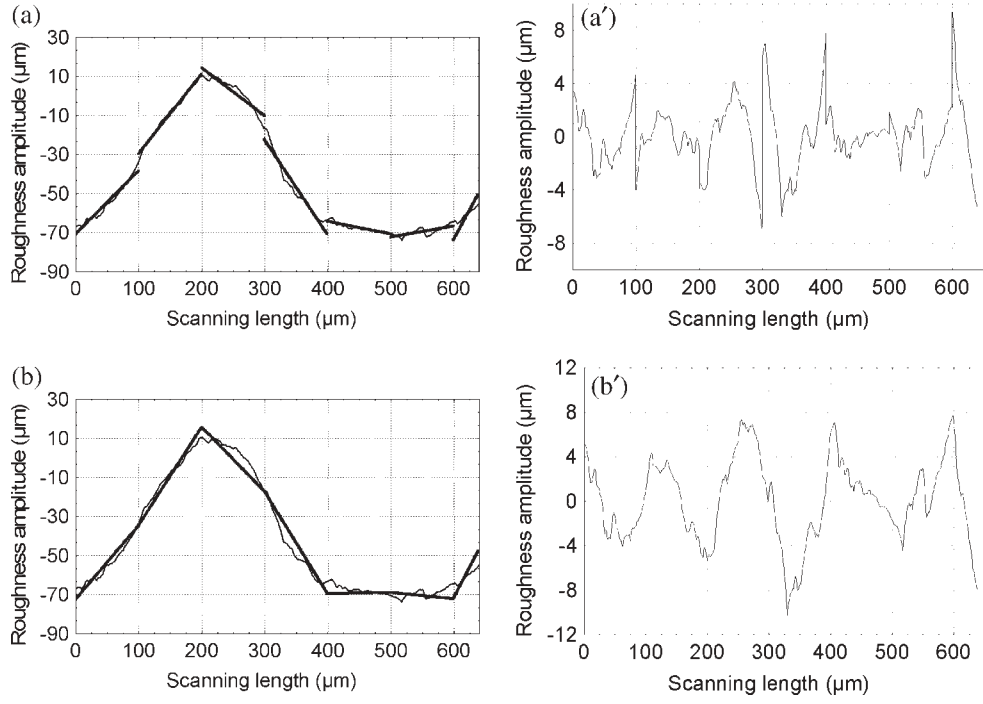 (a)
Roughness amplitude (µm)
30
10
-10
-30
-50
-70
-90
0 100 200 300 400 500 600
Scanning length (µm)
(a′)
Roughness amplitude (µm)
8
4
0
-4
-8
0 100 200 300 400 500 600
Scanning length (µm)
(b)
Roughness amplitude (µm)
30
10
-10
-30
-50
-70
-90
0 100 200 300 400 500 600
Scanning length (µm)
(b′)
Roughness amplitude (µm)
12
8
4
0
-4
-8
-12
0 100 200 300 400 500 600
Scanning length (µm)